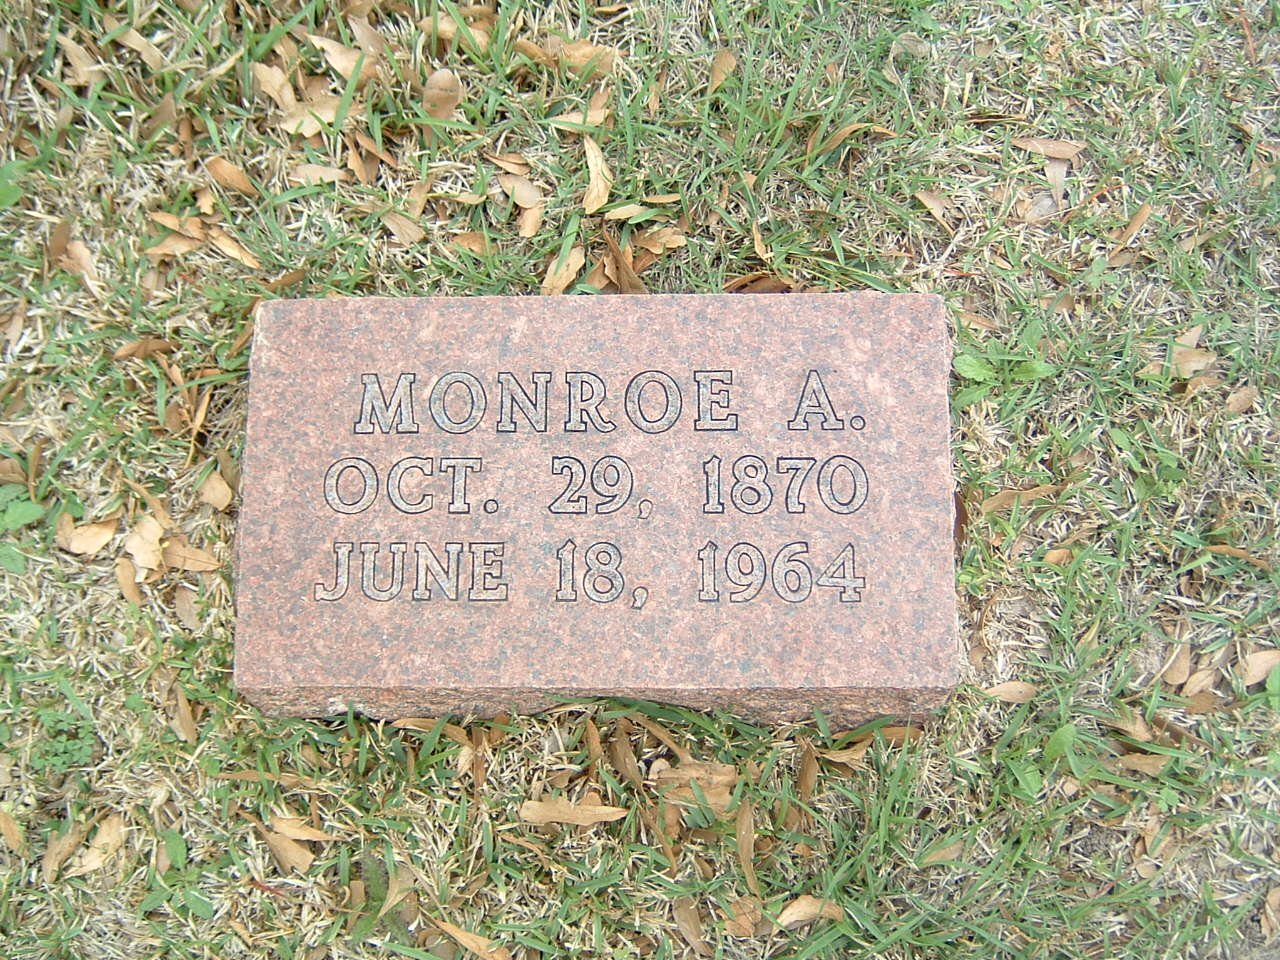 MONROE A.
OCT. 29, 1870
JUNE 18, 1964